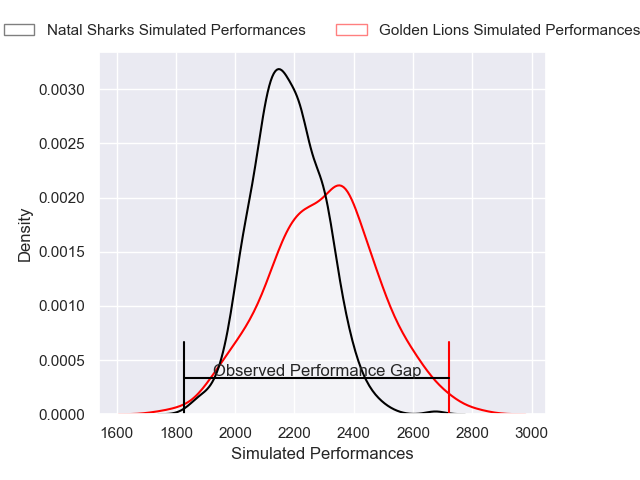 Natal Sharks Simulated Performances
Golden Lions Simulated Performances
0.0030
0.0025
0.0020
0.0015
0.0010
0.0005
0.0000
Density
Observed Performance Gap
1600 1800 2000 2200 2400 2600 2800 3000
Simulated Performances